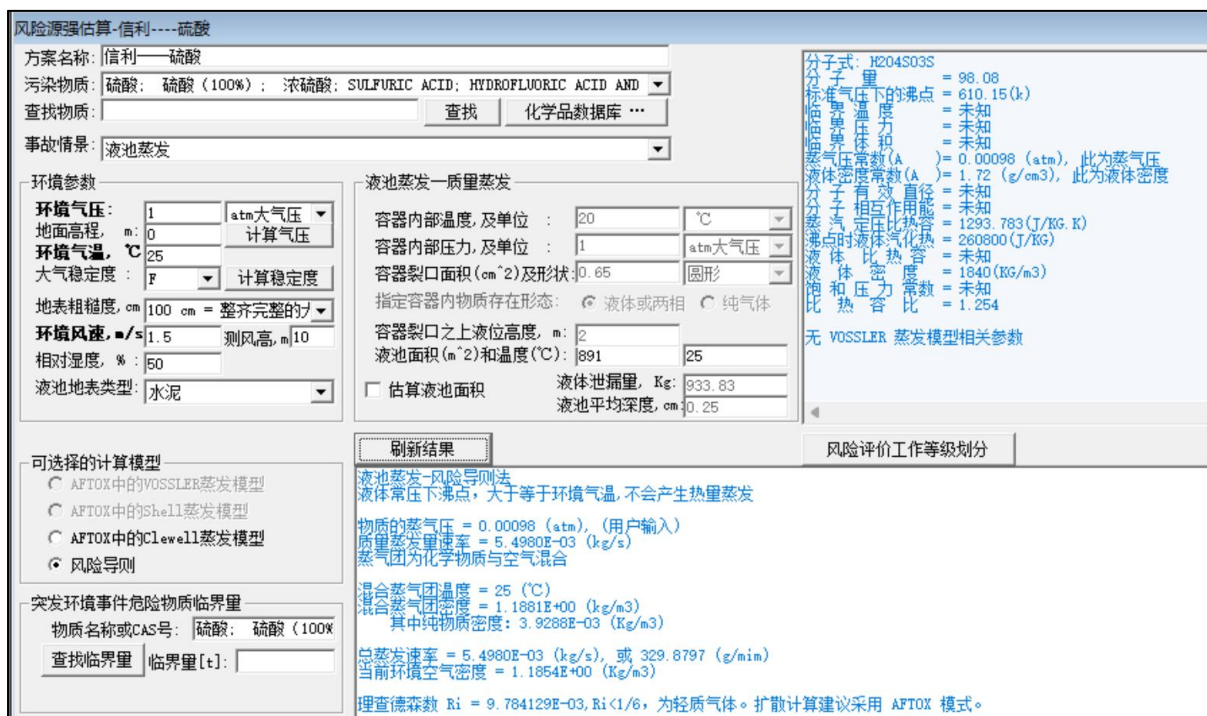 风险源强估算-信利----硫酸
方案名称: 信利——硫酸
污染物质: 硫酸; 硫酸 (100%) ; 浓硫酸; SULFURIC ACID; HYDROFLUORIC ACID AND
查找物质: 查找 化学品数据库 …
事故情景: 液池蒸发
环境参数
环境气压: 1 atm大气压
地面高程, m: 0 计算气压
环境气温, ℃ 25
大气稳定度 : F 计算稳定度
地表粗糙度, cm 100 cm = 整齐完整的
环境风速, m/s 1.5 测风高, m 10
相对湿度, % : 50
液池地表类型: 水泥
液池蒸发—质量蒸发
容器内部温度, 及单位 : 20 ℃
容器内部压力, 及单位 : 1 atm大气压
容器裂口面积(cm^2)及形状: 0.65 圆形
指定容器内物质存在形态: 液体或两相 纯气体
容器裂口之上液位高度, m: 2
液池面积(m^2)和温度(℃): 891 25
估算液池面积 液体泄漏量, Kg: 933.83
液池平均深度, cm: 0.25
分子式: H2O4SO3S
分 子 量 = 98.08
标准气压下的沸点 = 610.15(k)
临 界 温 度 = 未知
临 界 压 力 = 未知
临 界 体 积 = 未知
蒸气压常数(A )= 0.00098 (atm), 此为蒸气压
液体密度常数(A )= 1.72 (g/cm3), 此为液体密度
分 子 有 效 直径 = 未知
分 子 相互作用能 = 未知
蒸 汽 定压比热容 = 1293.783(J/KG.K)
沸点时液体汽化热 = 260800(J/KG)
液 体 比 热 容 = 未知
液 体 密 度 = 1840(KG/m3)
饱 和 压 力 常数 = 未知
比 热 容 比 = 1.254
无 VOSSLER 蒸发模型相关参数
刷新结果
风险评价工作等级划分
可选择的计算模型
AFTOX中的VOSSLER蒸发模型
AFTOX中的Shell蒸发模型
AFTOX中的Clewell蒸发模型
风险导则
突发环境事件危险物质临界量
物质名称或CAS号: 硫酸; 硫酸 (100%
查找临界量 临界量[t]:
液池蒸发-风险导则法
液体常压下沸点, 大于等于环境气温, 不会产生热量蒸发
物质的蒸气压 = 0.00098 (atm), (用户输入)
质量蒸发量速率 = 5.4980E-03 (kg/s)
蒸气团为化学物质与空气混合
混合蒸气团温度 = 25 (℃)
混合蒸气团密度 = 1.1881E+00 (kg/m3)
其中纯物质密度: 3.9288E-03 (Kg/m3)
总蒸发速率 = 5.4980E-03 (kg/s), 或 329.8797 (g/min)
当前环境空气密度 = 1.1854E+00 (Kg/m3)
理查德森数 Ri = 9.784129E-03, Ri<1/6, 为轻质气体。扩散计算建议采用 AFTOX 模式。